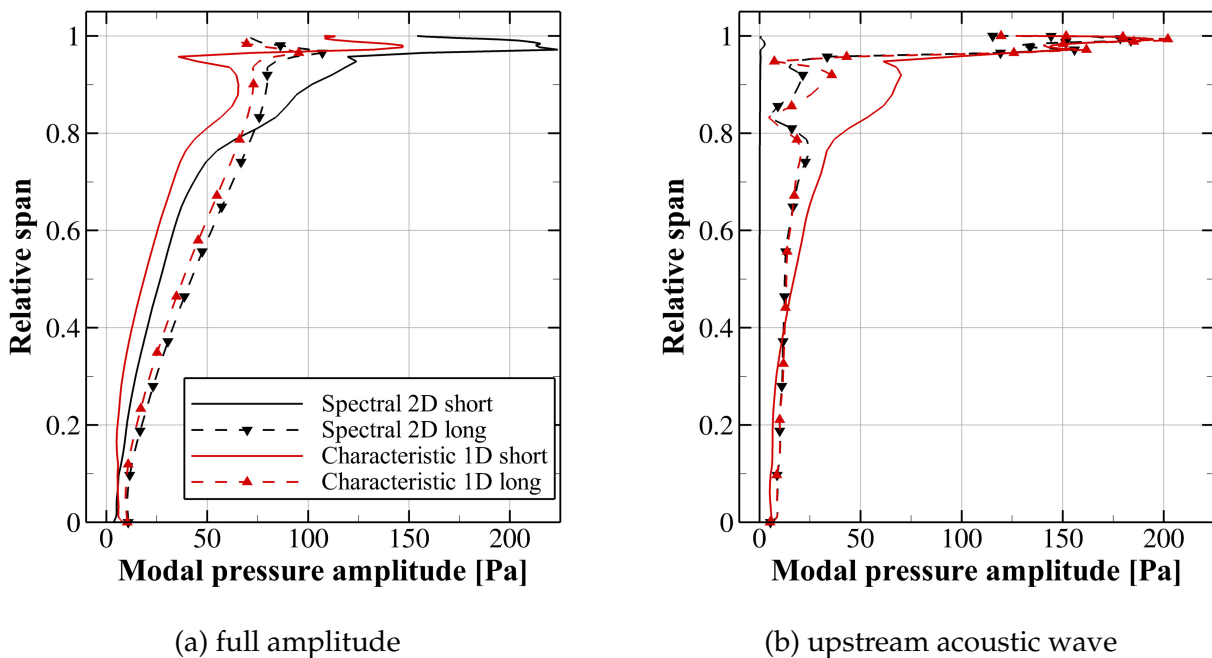 Relative span
1
0.8
0.6
0.4
0.2
0
0
50
100
150
200
Modal pressure amplitude [Pa]
Spectral 2D short
Spectral 2D long
Characteristic 1D short
Characteristic 1D long
(a) full amplitude
Relative span
1
0.8
0.6
0.4
0.2
0
0
50
100
150
200
Modal pressure amplitude [Pa]
(b) upstream acoustic wave